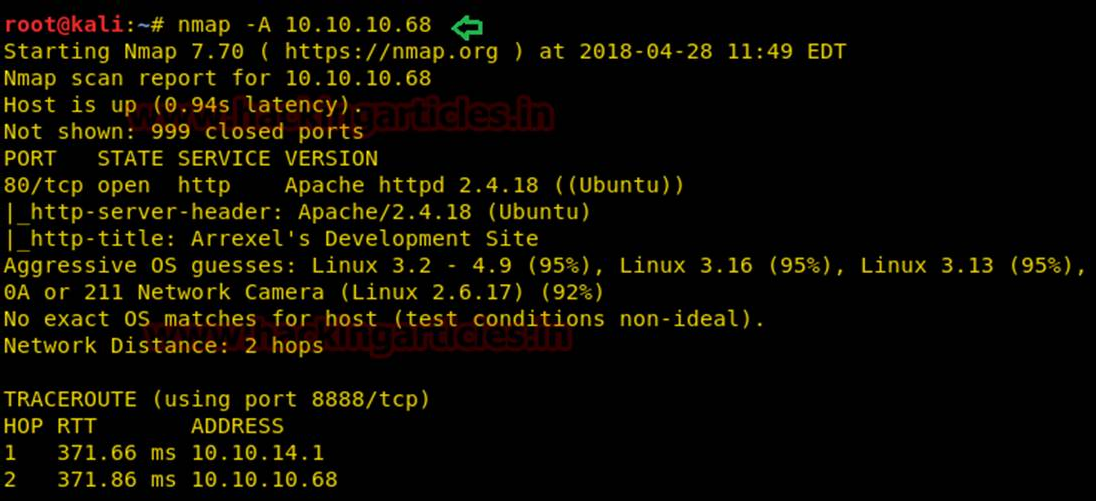 root@kali:~# nmap -A 10.10.10.68
Starting Nmap 7.70 ( https://nmap.org ) at 2018-04-28 11:49 EDT
Nmap scan report for 10.10.10.68
Host is up (0.94s latency).
www.hackingarticles.in
Not shown: 999 closed ports
PORT   STATE SERVICE VERSION
80/tcp open  http    Apache httpd 2.4.18 ((Ubuntu))
|_http-server-header: Apache/2.4.18 (Ubuntu)
|_http-title: Arrexel's Development Site
Aggressive OS guesses: Linux 3.2 - 4.9 (95%), Linux 3.16 (95%), Linux 3.13 (95%),
0A or 211 Network Camera (Linux 2.6.17) (92%)
No exact OS matches for host (test conditions non-ideal).
www.hackingarticles.in
Network Distance: 2 hops
TRACEROUTE (using port 8888/tcp)
HOP RTT       ADDRESS
1   371.66 ms 10.10.14.1
2   371.86 ms 10.10.10.68